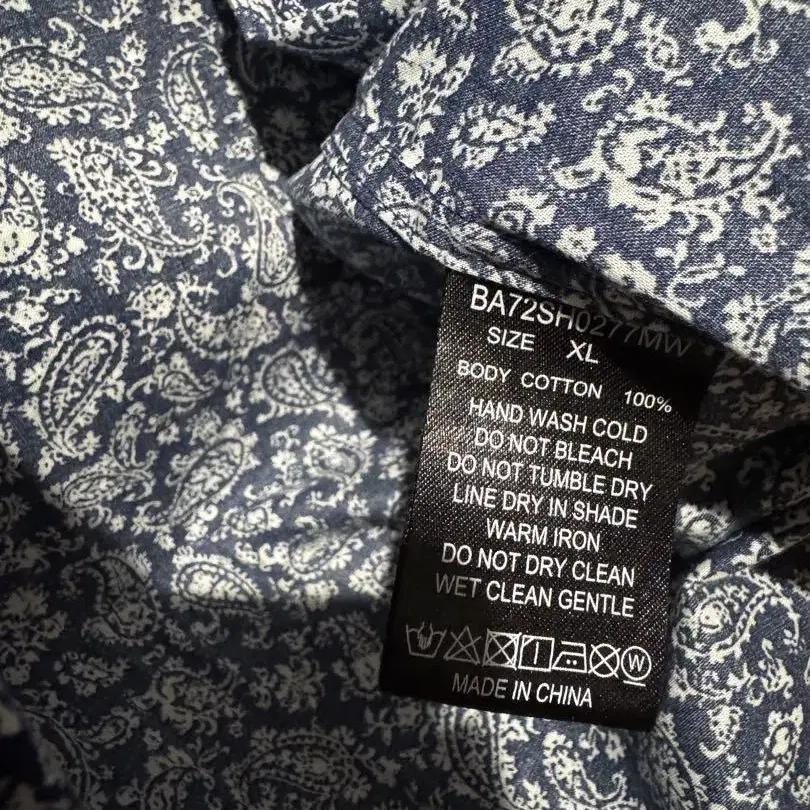 BA72SH0277MW
SIZE XL
BODY COTTON 100%
HAND WASH COLD
DO NOT BLEACH
DO NOT TUMBLE DRY
LINE DRY IN SHADE
WARM IRON
DO NOT DRY CLEAN
WET CLEAN GENTLE
W
MADE IN CHINA